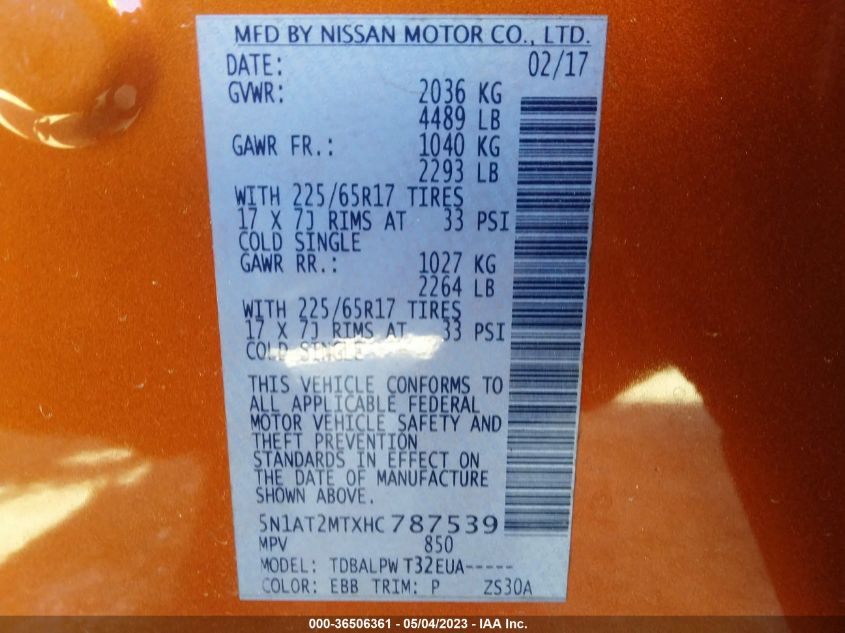 MFD BY NISSAN MOTOR CO., LTD.
DATE: 02/17
GVWR: 2036 KG
4489 LB
GAWR FR.: 1040 KG
2293 LB
WITH 225/65R17 TIRES
17 X 7J RIMS AT 33 PSI
COLD SINGLE
GAWR RR.: 1027 KG
2264 LB
WITH 225/65R17 TIRES
17 X 7J RIMS AT 33 PSI
COLD SINGLE
THIS VEHICLE CONFORMS TO
ALL APPLICABLE FEDERAL
MOTOR VEHICLE SAFETY AND
THEFT PREVENTION
STANDARDS IN EFFECT ON
THE DATE OF MANUFACTURE
SHOWN ABOVE.
5N1AT2MTXHC787539
MPV 850
MODEL: TDBALPW T32EUA-----
COLOR: EBB TRIM: P ZS30A
000-36506361 - 05/04/2023 - IAA Inc.